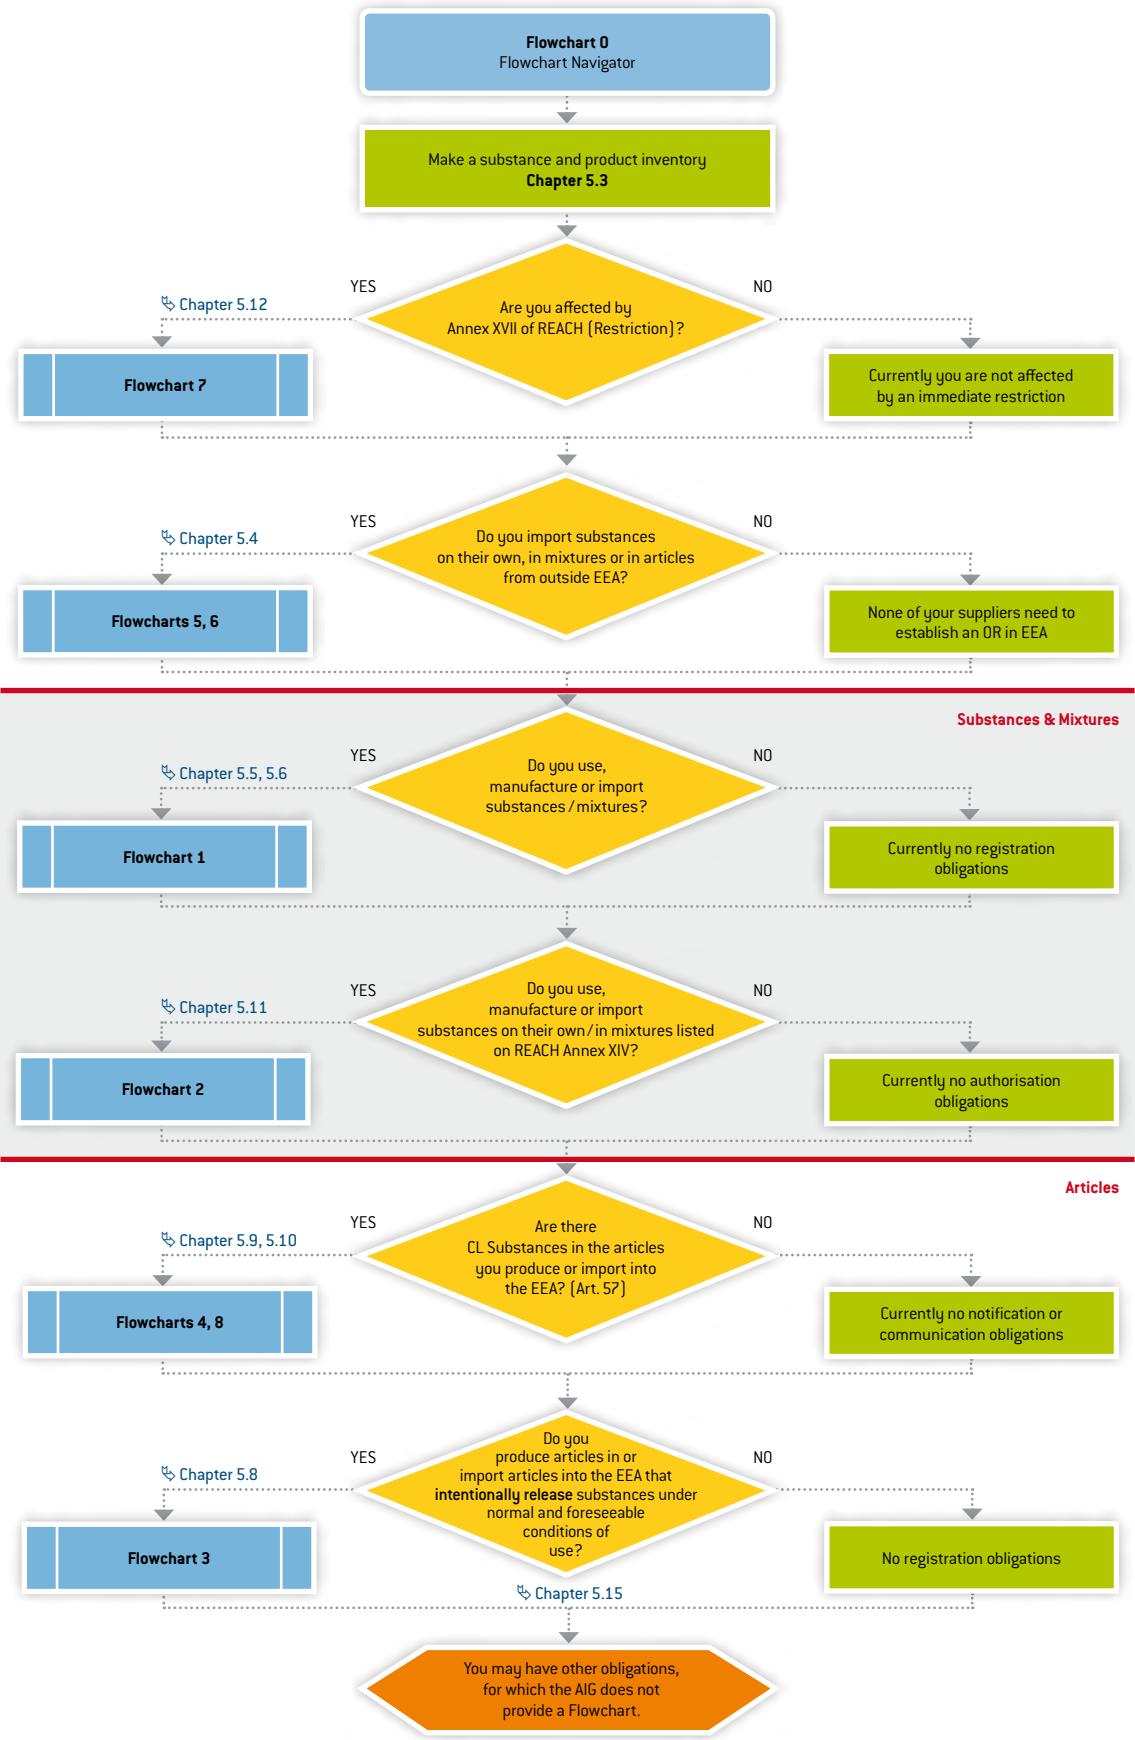 Flowchart 0
Flowchart Navigator
Make a substance and product inventory
Chapter 5.3
YES
NO
Chapter 5.12
Are you affected by
Annex XVII of REACH (Restriction)?
Flowchart 7
Currently you are not affected
by an immediate restriction
YES
NO
Chapter 5.4
Do you import substances
on their own, in mixtures or in articles
from outside EEA?
Flowcharts 5, 6
None of your suppliers need to
establish an OR in EEA
Substances & Mixtures
YES
NO
Chapter 5.5, 5.6
Do you use,
manufacture or import
substances/mixtures?
Flowchart 1
Currently no registration
obligations
YES
NO
Chapter 5.11
Do you use,
manufacture or import
substances on their own/in mixtures listed
on REACH Annex XIV?
Flowchart 2
Currently no authorisation
obligations
Articles
YES
NO
Chapter 5.9, 5.10
Are there
CL Substances in the articles
you produce or import into
the EEA? (Art. 57)
Flowcharts 4, 8
Currently no notification or
communication obligations
YES
NO
Chapter 5.8
Do you
produce articles in or
import articles into the EEA that
intentionally release substances under
normal and foreseeable
conditions of
use?
Flowchart 3
No registration obligations
Chapter 5.15
You may have other obligations,
for which the AIG does not
provide a Flowchart.